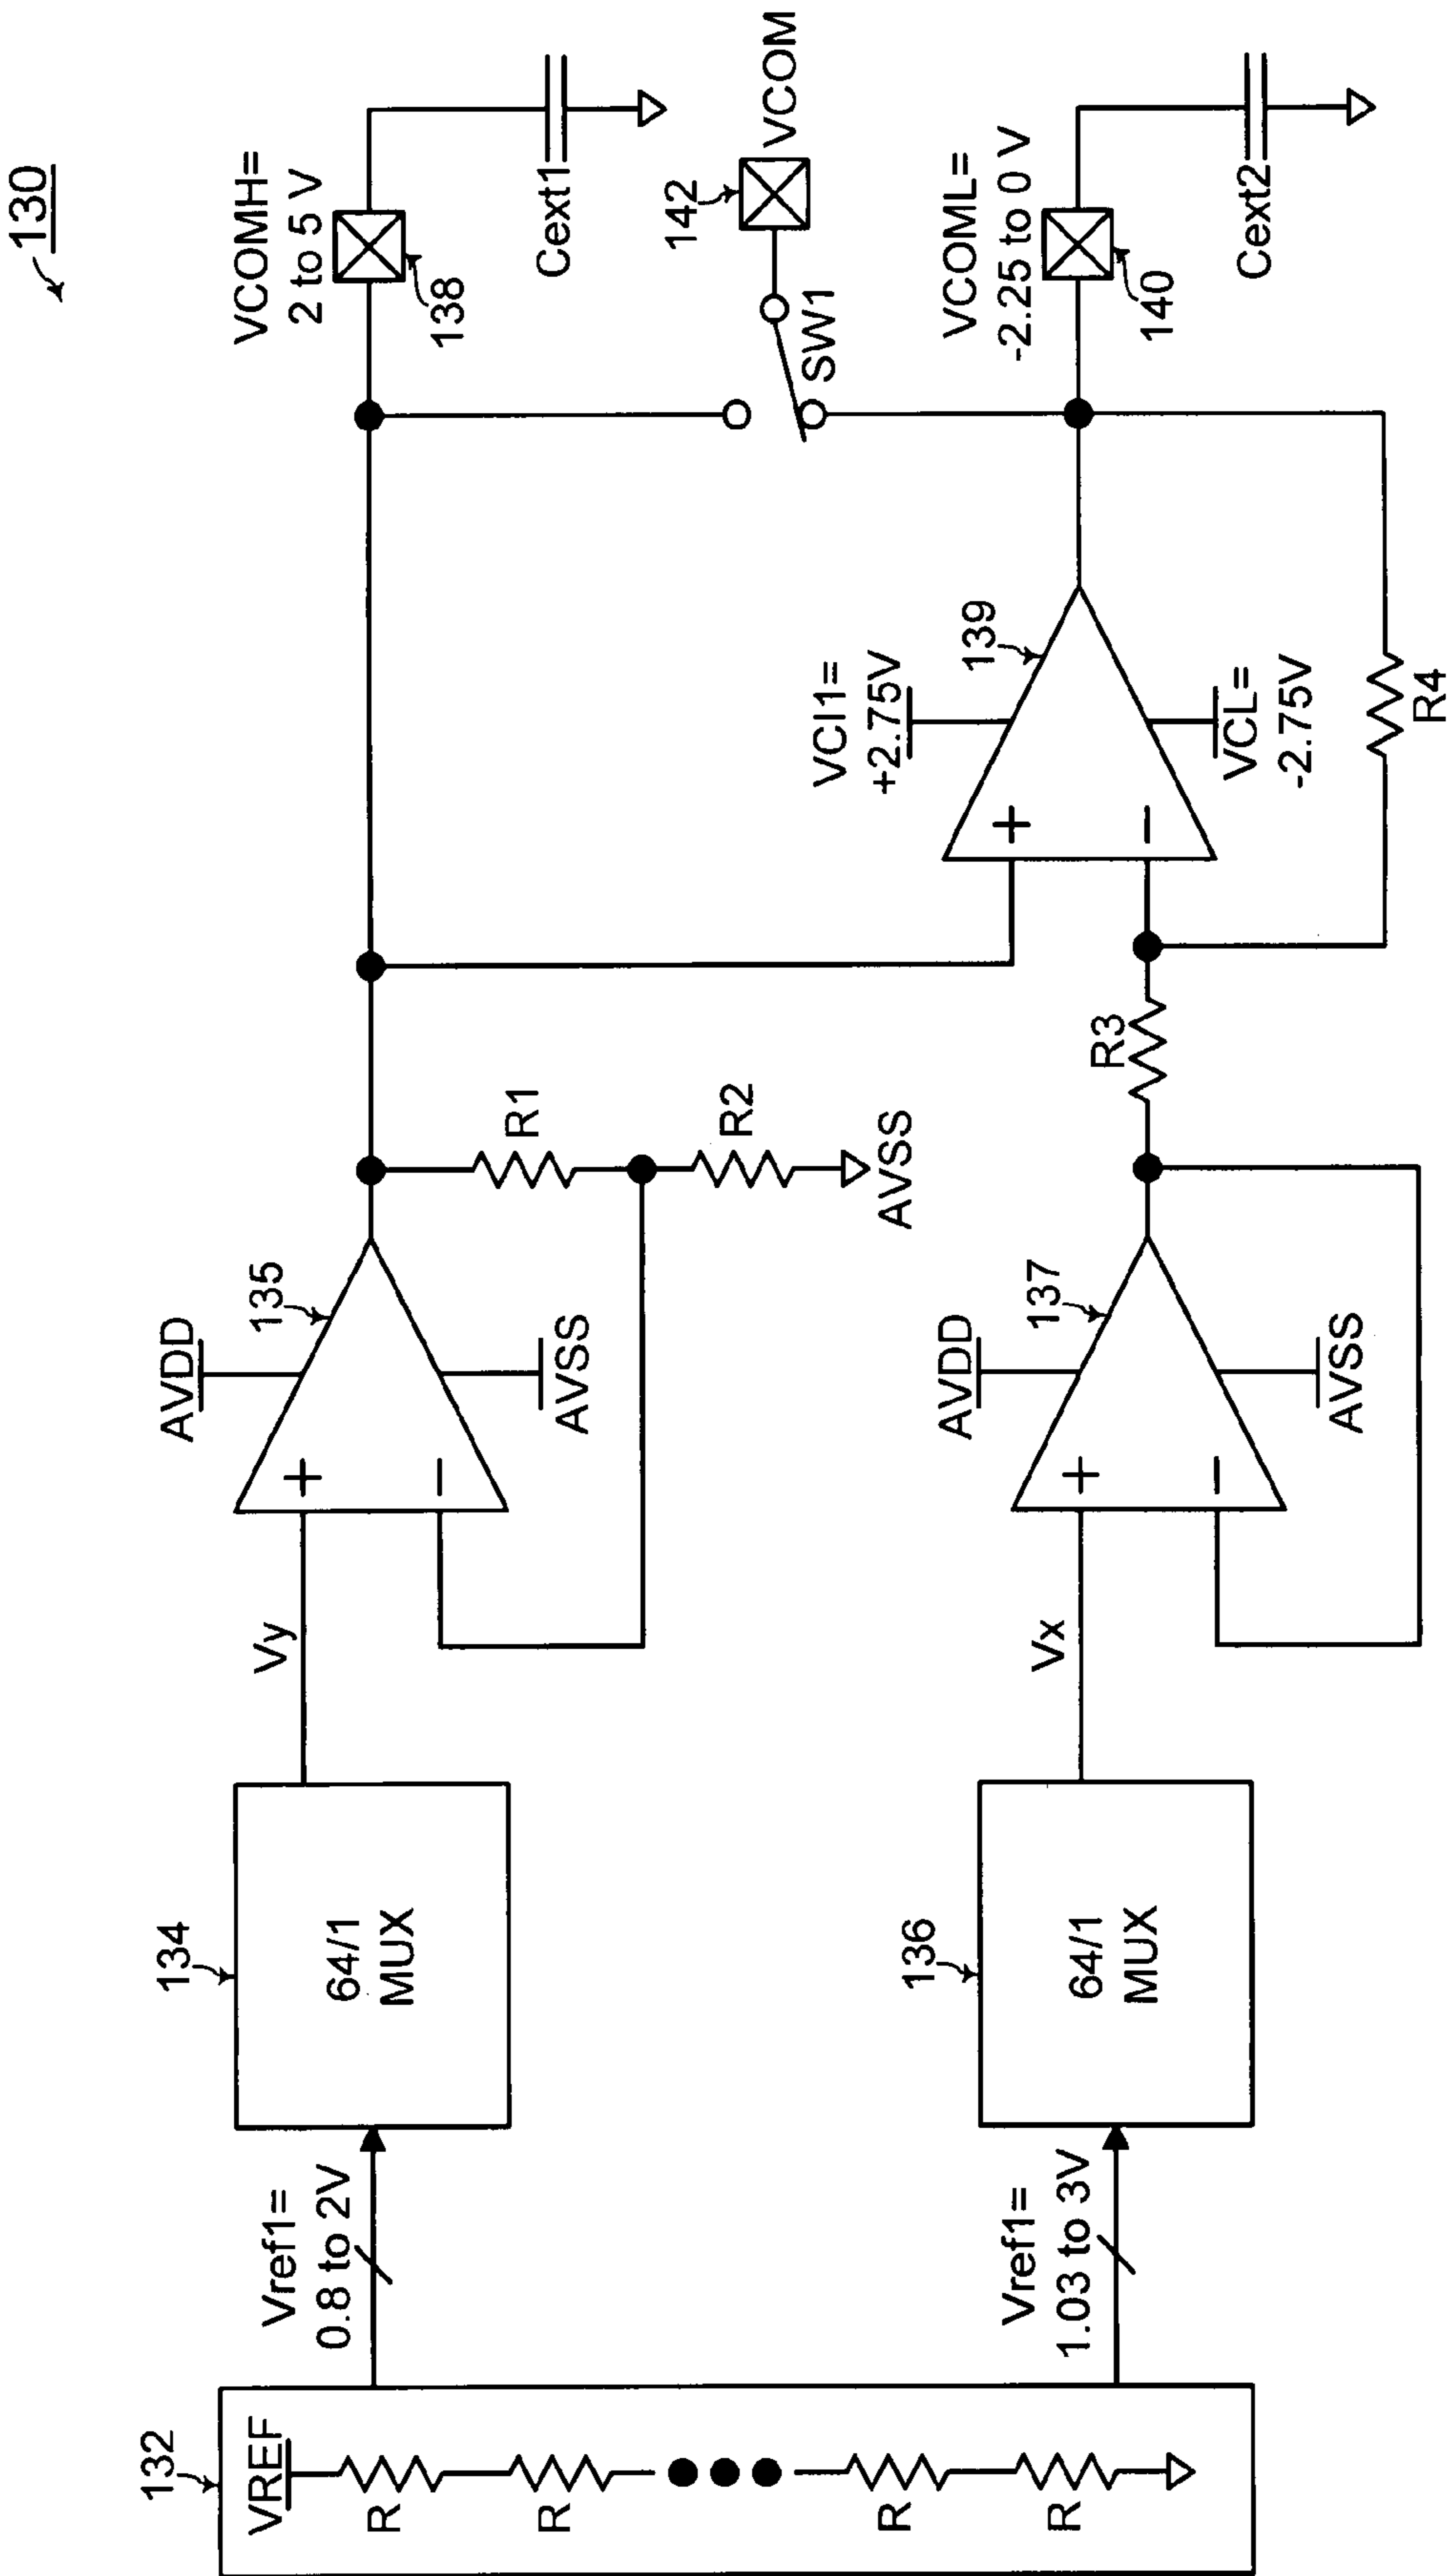 130
132
VREF
R
R
R
R
Vref1=
0.8 to 2V
Vref1=
1.03 to 3V
134
64/1
MUX
136
64/1
MUX
Vy
Vx
AVDD
135
+
−
AVSS
AVDD
137
+
−
AVSS
R1
R2
AVSS
R3
VCI1=
+2.75V
139
+
−
VCL=
-2.75V
R4
VCOMH=
2 to 5 V
138
Cext1
142
VCOM
SW1
VCOML=
-2.25 to 0 V
140
Cext2